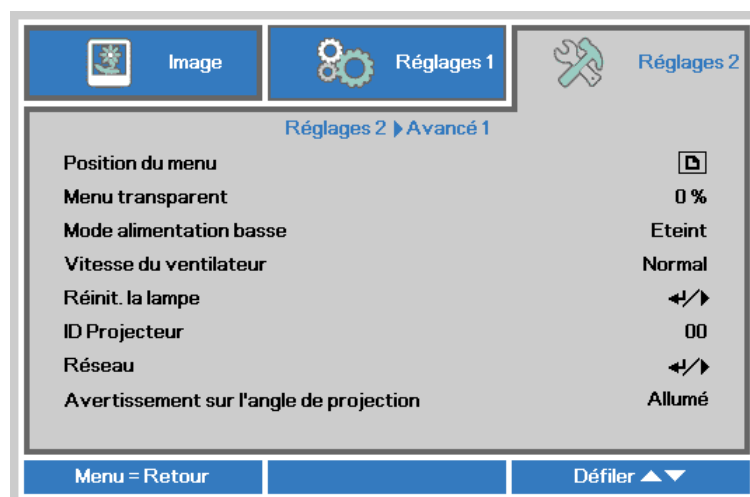 Image Réglages 1 Réglages 2
Réglages 2 ▶ Avancé 1
Position du menu
Menu transparent 0 %
Mode alimentation basse Eteint
Vitesse du ventilateur Normal
Réinit. la lampe ↵/▶
ID Projecteur 00
Réseau ↵/▶
Avertissement sur l'angle de projection Allumé
Menu = Retour Défiler ▲▼